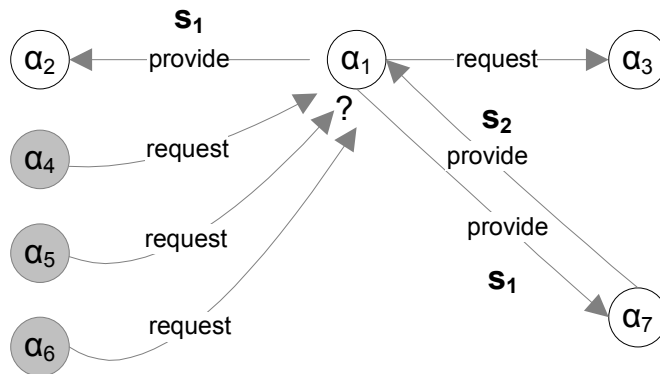 s₁
α₂ provide α₁ request α₃
?
α₄ request
s₂
provide
α₅ request
provide
s₁
α₆ request
α₇